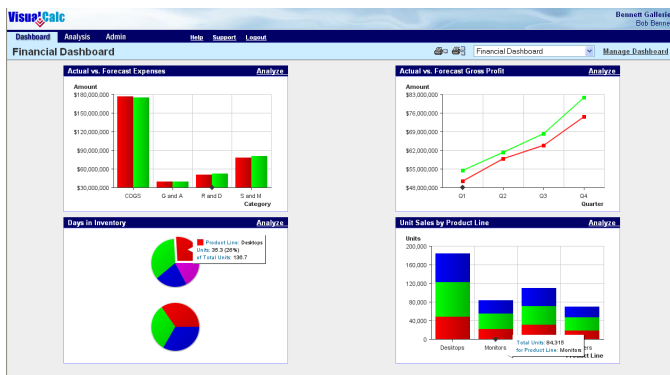 VisualCalc
Bennett Gallerie
Bob Benne
Dashboard Analysis Admin Help Support Logout
Financial Dashboard
Financial Dashboard
Manage Dashboard
Actual vs. Forecast Expenses Analyze
Amount
$180,000,000
$150,000,000
$120,000,000
$90,000,000
$60,000,000
$30,000,000
COGS G and A R and D S and M
Category
Actual vs. Forecast Gross Profit Analyze
Amount
$83,000,000
$76,000,000
$69,000,000
$62,000,000
$55,000,000
$48,000,000
Q1 Q2 Q3 Q4
Quarter
Days in Inventory Analyze
Product Line: Desktops
Units: 35.3 (26%)
of Total Units: 136.7
Unit Sales by Product Line Analyze
Units
200,000
160,000
120,000
80,000
40,000
0
Desktops Monitors ers
Total Units: 84,315
for Product Line: Monitors
ct Line